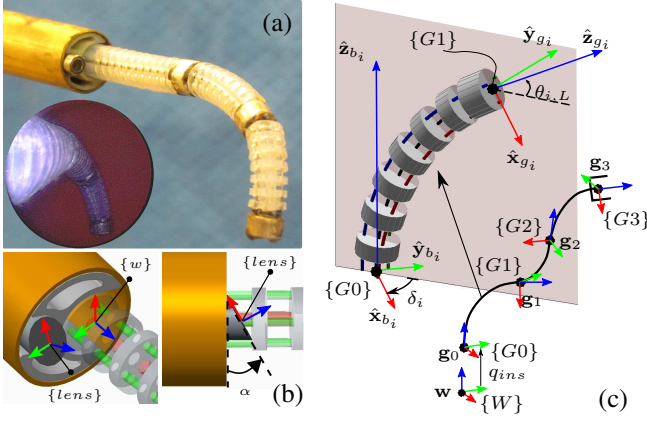 (a)
{w}
{lens}
{lens}
α
(b)
{G1}
ŷ_{g_i}
ẑ_{g_i}
ẑ_{b_i}
θ_{i,L}
x̂_{g_i}
g_3
{G3}
{G2}
g_2
ŷ_{b_i}
{G1}
{G0}
δ_i
g_1
x̂_{b_i}
g_0
{G0}
q_{ins}
w
{W}
(c)